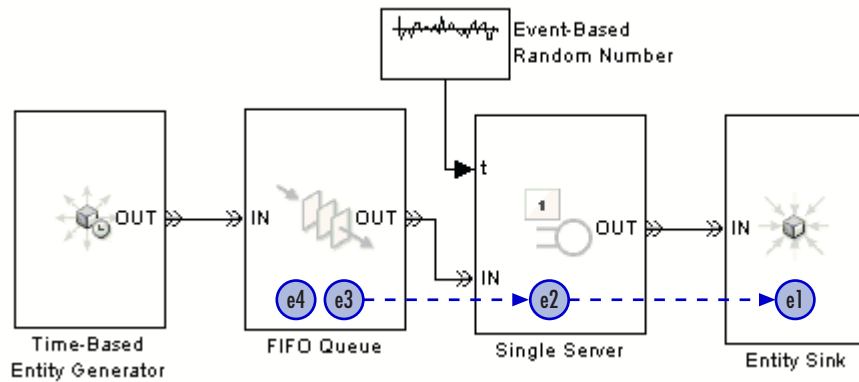 Event-Based
Random Number
OUT
IN
OUT
t
IN
1
OUT
IN
e4
e3
e2
e1
Time-Based
Entity Generator
FIFO Queue
Single Server
Entity Sink